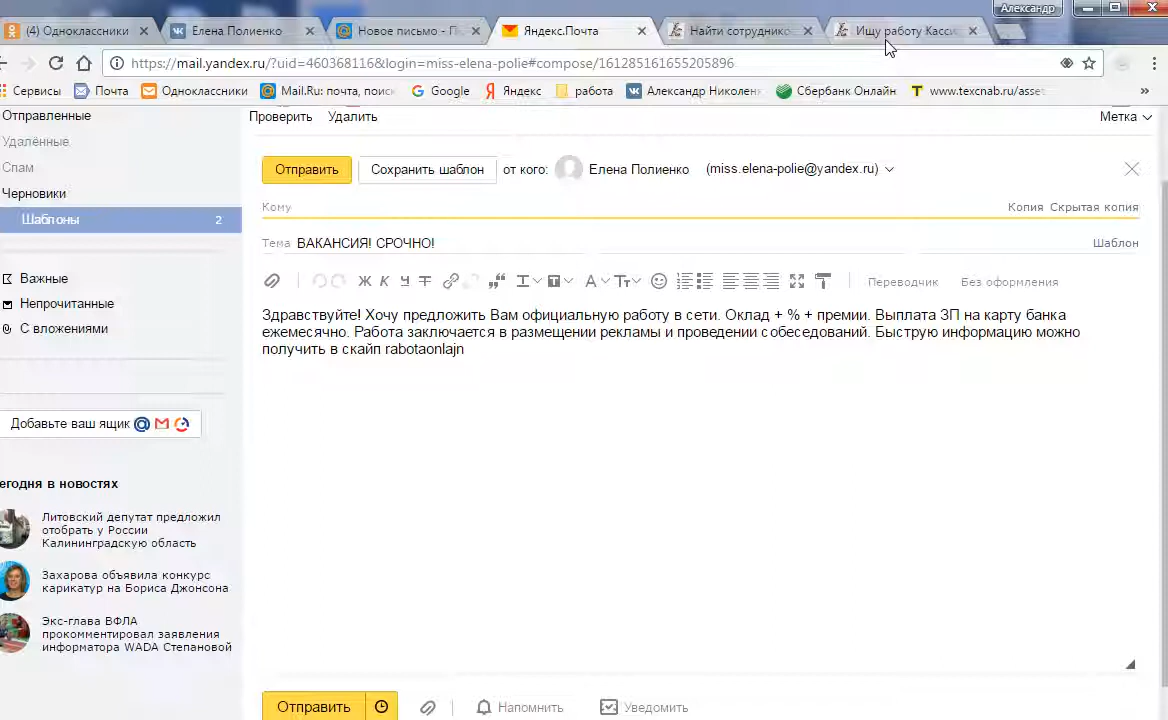 Александр
(4) Одноклассники
Елена Полиенко
Новое письмо - П
Яндекс.Почта
Найти сотруднико
Ищу работу Касси
https://mail.yandex.ru/?uid=460368116&login=miss-elena-polie#compose/161285161655205896
Сервисы
Почта
Одноклассники
Mail.Ru: почта, поиск
Google
Яндекс
работа
Александр Николен
Сбербанк Онлайн
www.texcnab.ru/asse
»
Отправленные
Удалённые
Спам
Черновики
Шаблоны 2
Важные
Непрочитанные
С вложениями
Добавьте ваш ящик
егодня в новостях
Литовский депутат предложил
отобрать у России
Калининградскую область
Захарова объявила конкурс
карикатур на Бориса Джонсона
Экс-глава ВФЛА
прокомментировал заявления
информатора WADA Степановой
Проверить Удалить
Метка
Отправить Сохранить шаблон от кого: Елена Полиенко (miss.elena-polie@yandex.ru)
Кому
Копия Скрытая копия
Тема ВАКАНСИЯ! СРОЧНО!
Шаблон
Ж К Ч Т
Переводчик Без оформления
Здравствуйте! Хочу предложить Вам официальную работу в сети. Оклад + % + премии. Выплата ЗП на карту банка
ежемесячно. Работа заключается в размещении рекламы и проведении собеседований. Быструю информацию можно
получить в скайп rabotaonlajn
Отправить
Напомнить
Уведомить